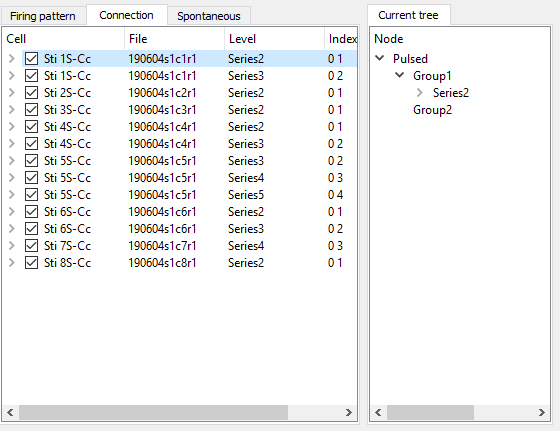 Firing pattern Connection Spontaneous
Cell File Level Index
Sti 1S-Cc 190604s1c1r1 Series2 0 1
Sti 1S-Cc 190604s1c1r1 Series3 0 2
Sti 2S-Cc 190604s1c2r1 Series2 0 1
Sti 3S-Cc 190604s1c3r1 Series2 0 1
Sti 4S-Cc 190604s1c4r1 Series2 0 1
Sti 4S-Cc 190604s1c4r1 Series3 0 2
Sti 5S-Cc 190604s1c5r1 Series3 0 2
Sti 5S-Cc 190604s1c5r1 Series4 0 3
Sti 5S-Cc 190604s1c5r1 Series5 0 4
Sti 6S-Cc 190604s1c6r1 Series2 0 1
Sti 6S-Cc 190604s1c6r1 Series3 0 2
Sti 7S-Cc 190604s1c7r1 Series4 0 3
Sti 8S-Cc 190604s1c8r1 Series2 0 1
Current tree
Node
Pulsed
Group1
Series2
Group2